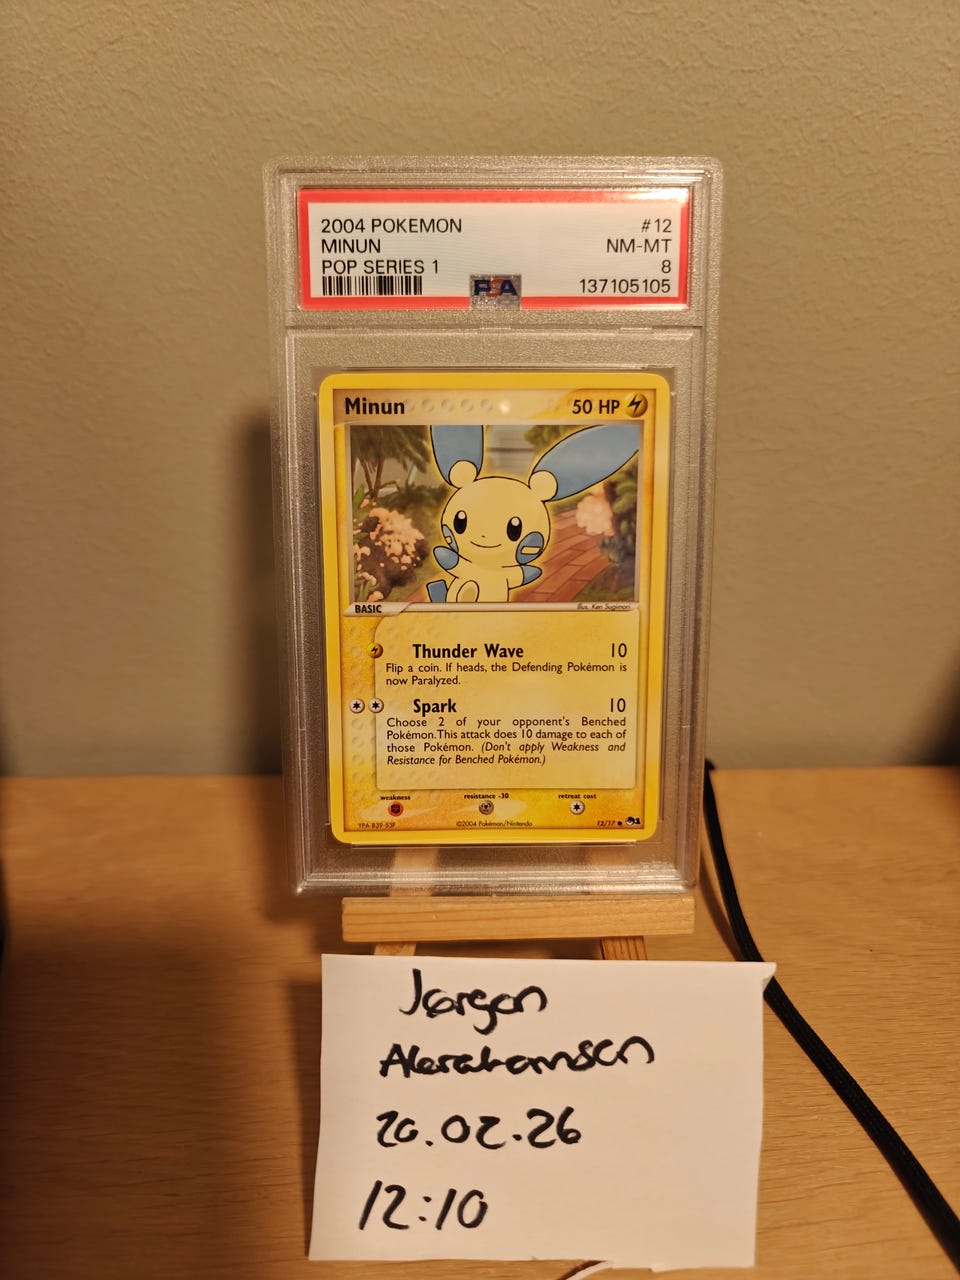 2004 POKEMON #12
MINUN NM-MT
POP SERIES 1 8
PSA 137105105
Minun 50 HP
BASIC Illus. Ken Sugimori
Thunder Wave 10
Flip a coin. If heads, the Defending Pokémon is
now Paralyzed.
Spark 10
Choose 2 of your opponent's Benched
Pokémon. This attack does 10 damage to each of
those Pokémon. (Don't apply Weakness and
Resistance for Benched Pokémon.)
weakness resistance -30 retreat cost
©2004 Pokémon/Nintendo 12/17
Jørgen
Abrahamsen
20.02.26
12:10